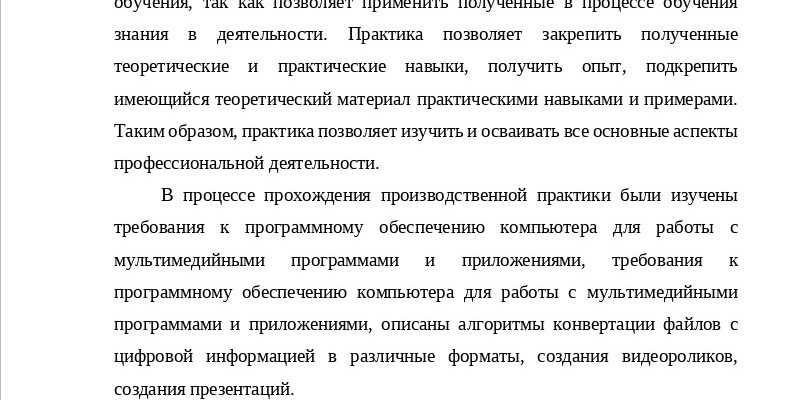 обучения, так как позволяет применить полученные в процессе обучения
знания в деятельности. Практика позволяет закрепить полученные
теоретические и практические навыки, получить опыт, подкрепить
имеющийся теоретический материал практическими навыками и примерами.
Таким образом, практика позволяет изучить и осваивать все основные аспекты
профессиональной деятельности.
В процессе прохождения производственной практики были изучены
требования к программному обеспечению компьютера для работы с
мультимедийными программами и приложениями, требования к
программному обеспечению компьютера для работы с мультимедийными
программами и приложениями, описаны алгоритмы конвертации файлов с
цифровой информацией в различные форматы, создания видеороликов,
создания презентаций.